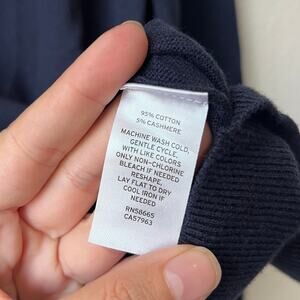 95% COTTON
5% CASHMERE
MACHINE WASH COLD,
GENTLE CYCLE,
WITH LIKE COLORS
ONLY NON-CHLORINE
BLEACH IF NEEDED
RESHAPE,
LAY FLAT TO DRY
COOL IRON IF
NEEDED
RN58665
CA57963